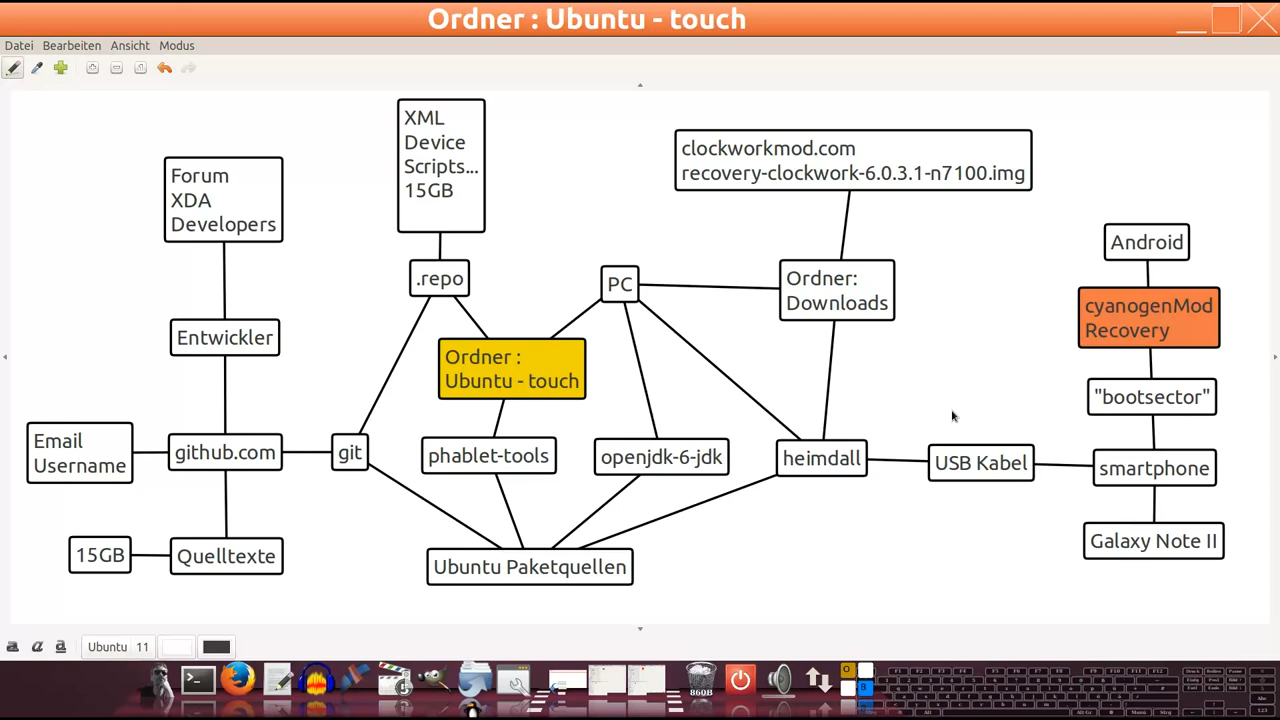 Ordner : Ubuntu - touch
Datei Bearbeiten Ansicht Modus
XML
Device
Scripts...
15GB
clockworkmod.com
recovery-clockwork-6.0.3.1-n7100.img
Forum
XDA
Developers
Android
.repo
PC
Ordner:
Downloads
cyanogenMod
Recovery
Entwickler
Ordner :
Ubuntu - touch
"bootsector"
Email
Username
github.com
git
phablet-tools
openjdk-6-jdk
heimdall
USB Kabel
smartphone
15GB
Quelltexte
Ubuntu Paketquellen
Galaxy Note II
a a a Ubuntu 11
860B